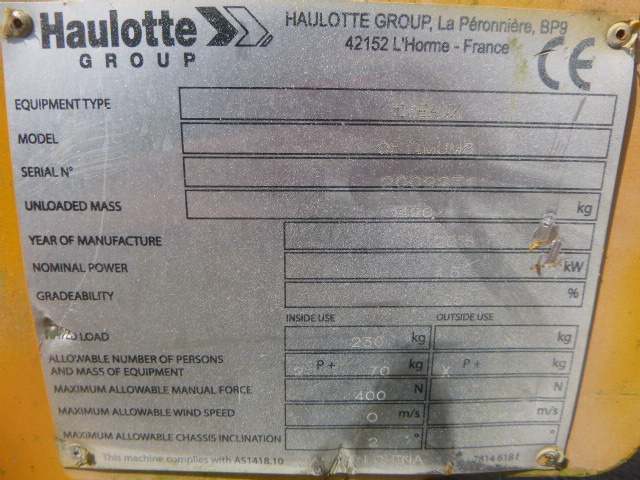 Haulotte
GROUP
HAULOTTE GROUP, La Péronnière, BP9
42152 L'Horme - France
CE
EQUIPMENT TYPE
MODEL
SERIAL N°
UNLOADED MASS kg
YEAR OF MANUFACTURE
NOMINAL POWER kW
GRADEABILITY %
INSIDE USE OUTSIDE USE
LOAD 230 kg kg
ALLOWABLE NUMBER OF PERSONS
AND MASS OF EQUIPMENT 2 P + 70 kg X P + kg
MAXIMUM ALLOWABLE MANUAL FORCE 400 N N
MAXIMUM ALLOWABLE WIND SPEED 0 m/s m/s
MAXIMUM ALLOWABLE CHASSIS INCLINATION 2 ° °
This machine complies with AS1418.10